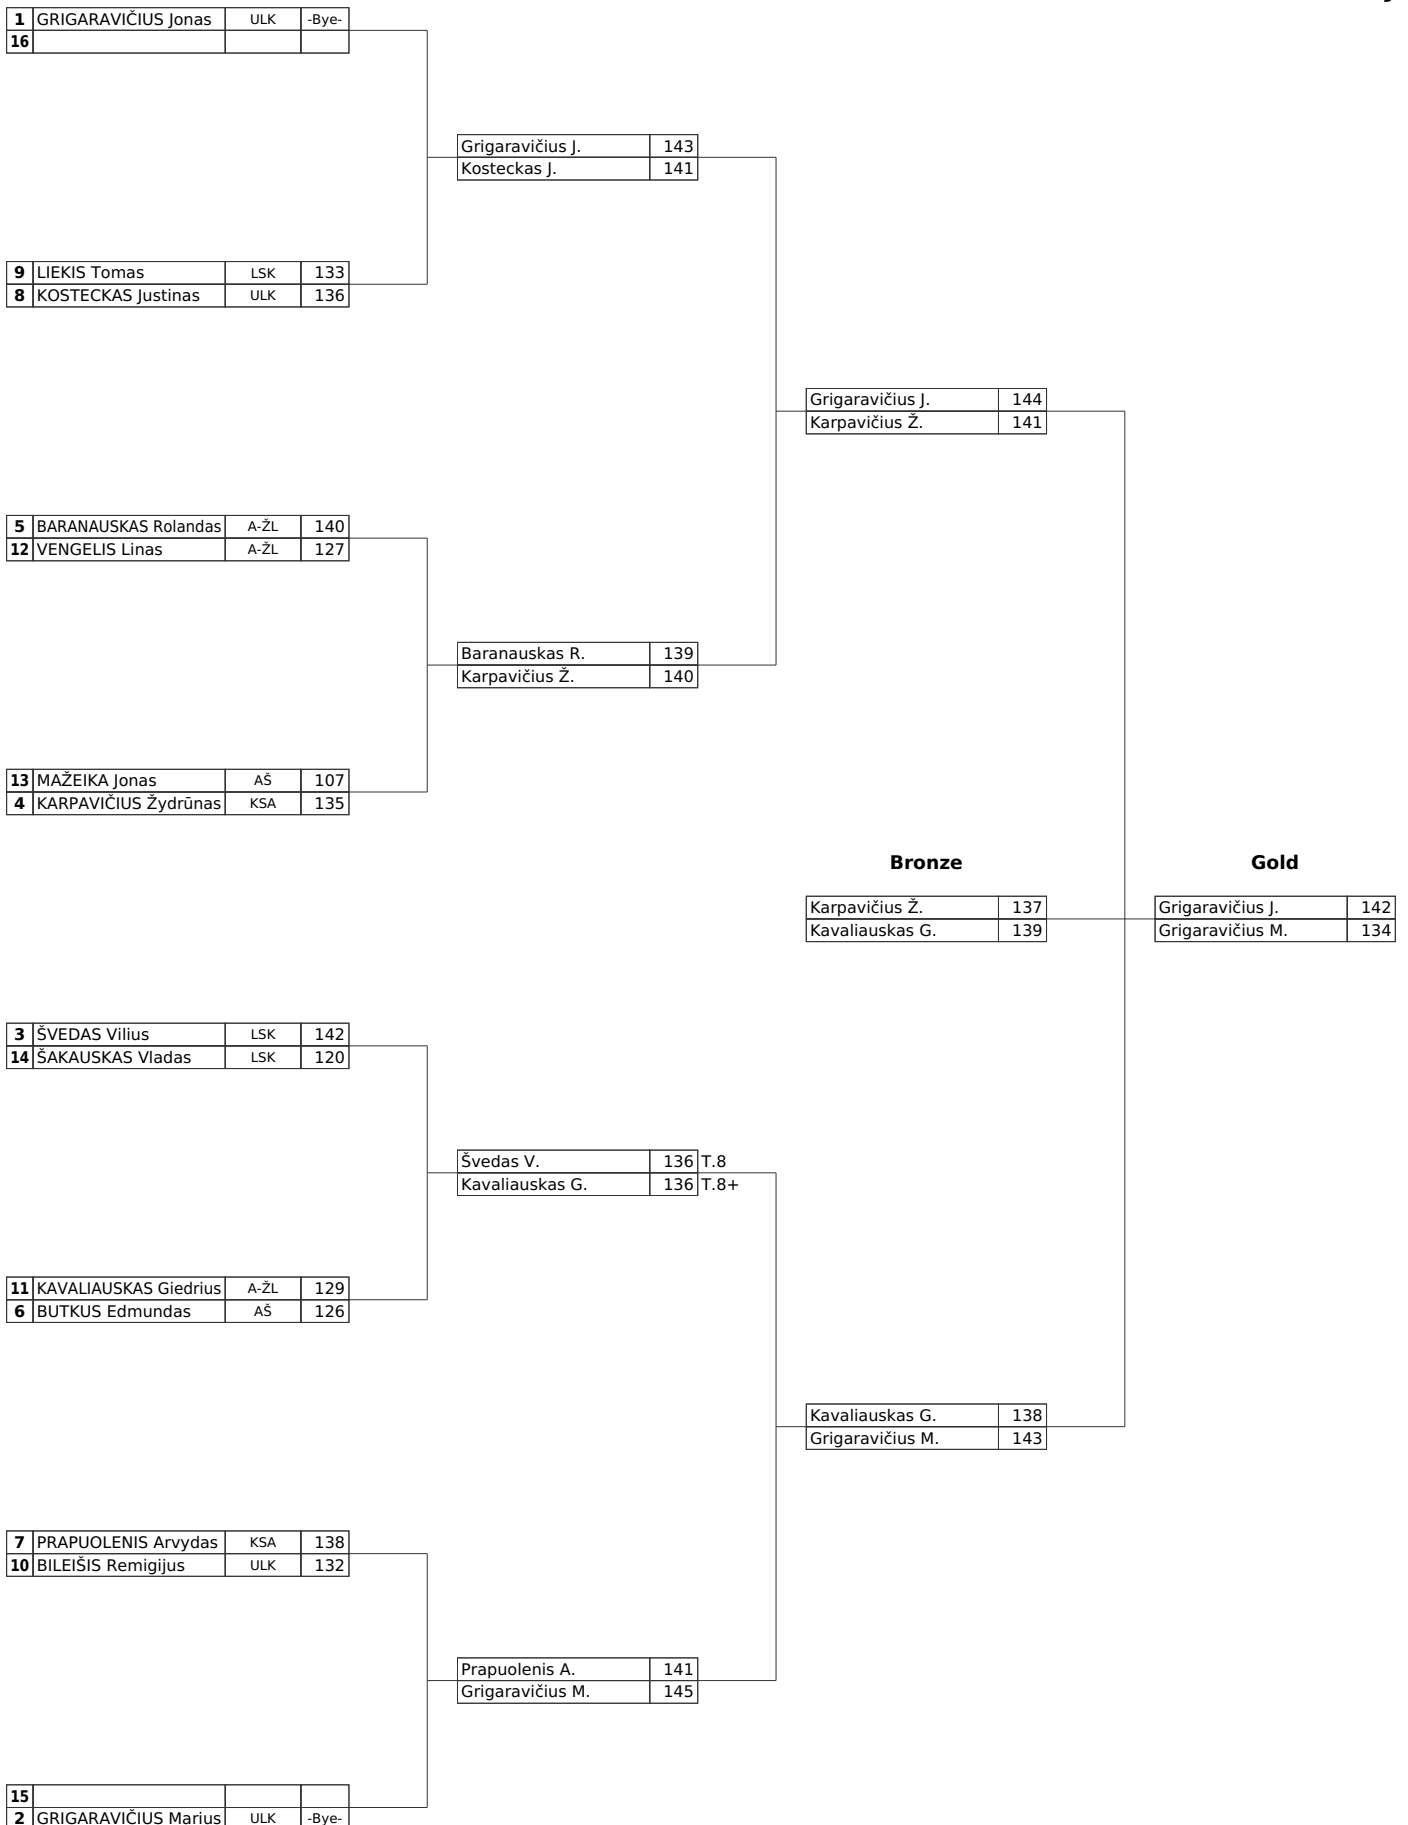 1 GRIGARAVIČIUS Jonas ULK -Bye-
16
Grigaravičius J. 143
Kosteckas J. 141
9 LIEKIS Tomas LSK 133
8 KOSTECKAS Justinas ULK 136
Grigaravičius J. 144
Karpavičius Ž. 141
5 BARANAUSKAS Rolandas A-ŽL 140
12 VENGELIS Linas A-ŽL 127
Baranauskas R. 139
Karpavičius Ž. 140
13 MAŽEIKA Jonas AŠ 107
4 KARPAVIČIUS Žydrūnas KSA 135
Bronze Gold
Karpavičius Ž. 137 Grigaravičius J. 142
Kavaliauskas G. 139 Grigaravičius M. 134
3 ŠVEDAS Vilius LSK 142
14 ŠAKAUSKAS Vladas LSK 120
Švedas V. 136 T.8
Kavaliauskas G. 136 T.8+
11 KAVALIAUSKAS Giedrius A-ŽL 129
6 BUTKUS Edmundas AŠ 126
Kavaliauskas G. 138
Grigaravičius M. 143
7 PRAPUOLENIS Arvydas KSA 138
10 BILEIŠIS Remigijus ULK 132
Prapuolenis A. 141
Grigaravičius M. 145
15
2 GRIGARAVIČIUS Marius ULK -Bye-